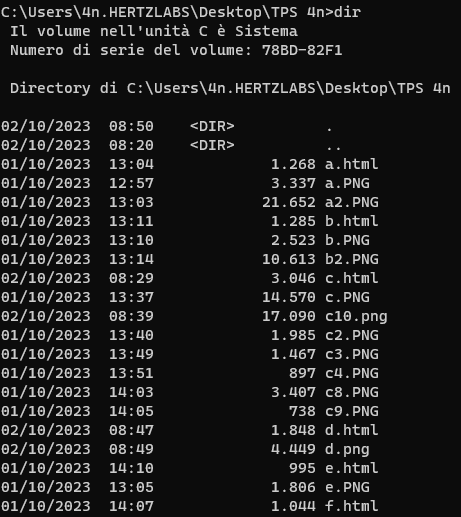 C:\Users\4n.HERTZLABS\Desktop\TPS 4n>dir
Il volume nell'unità C è Sistema
Numero di serie del volume: 78BD-82F1
Directory di C:\Users\4n.HERTZLABS\Desktop\TPS 4n
02/10/2023  08:50    <DIR>          .
02/10/2023  08:20    <DIR>          ..
01/10/2023  13:04             1.268 a.html
01/10/2023  12:57             3.337 a.PNG
01/10/2023  13:03            21.652 a2.PNG
01/10/2023  13:11             1.285 b.html
01/10/2023  13:10             2.523 b.PNG
01/10/2023  13:14            10.613 b2.PNG
02/10/2023  08:29             3.046 c.html
01/10/2023  13:37            14.570 c.PNG
02/10/2023  08:39            17.090 c10.png
01/10/2023  13:40             1.985 c2.PNG
01/10/2023  13:49             1.467 c3.PNG
01/10/2023  13:51               897 c4.PNG
01/10/2023  14:03             3.407 c8.PNG
01/10/2023  14:05               738 c9.PNG
02/10/2023  08:47             1.848 d.html
02/10/2023  08:49             4.449 d.png
01/10/2023  14:10               995 e.html
01/10/2023  13:05             1.806 e.PNG
01/10/2023  14:07             1.044 f.html